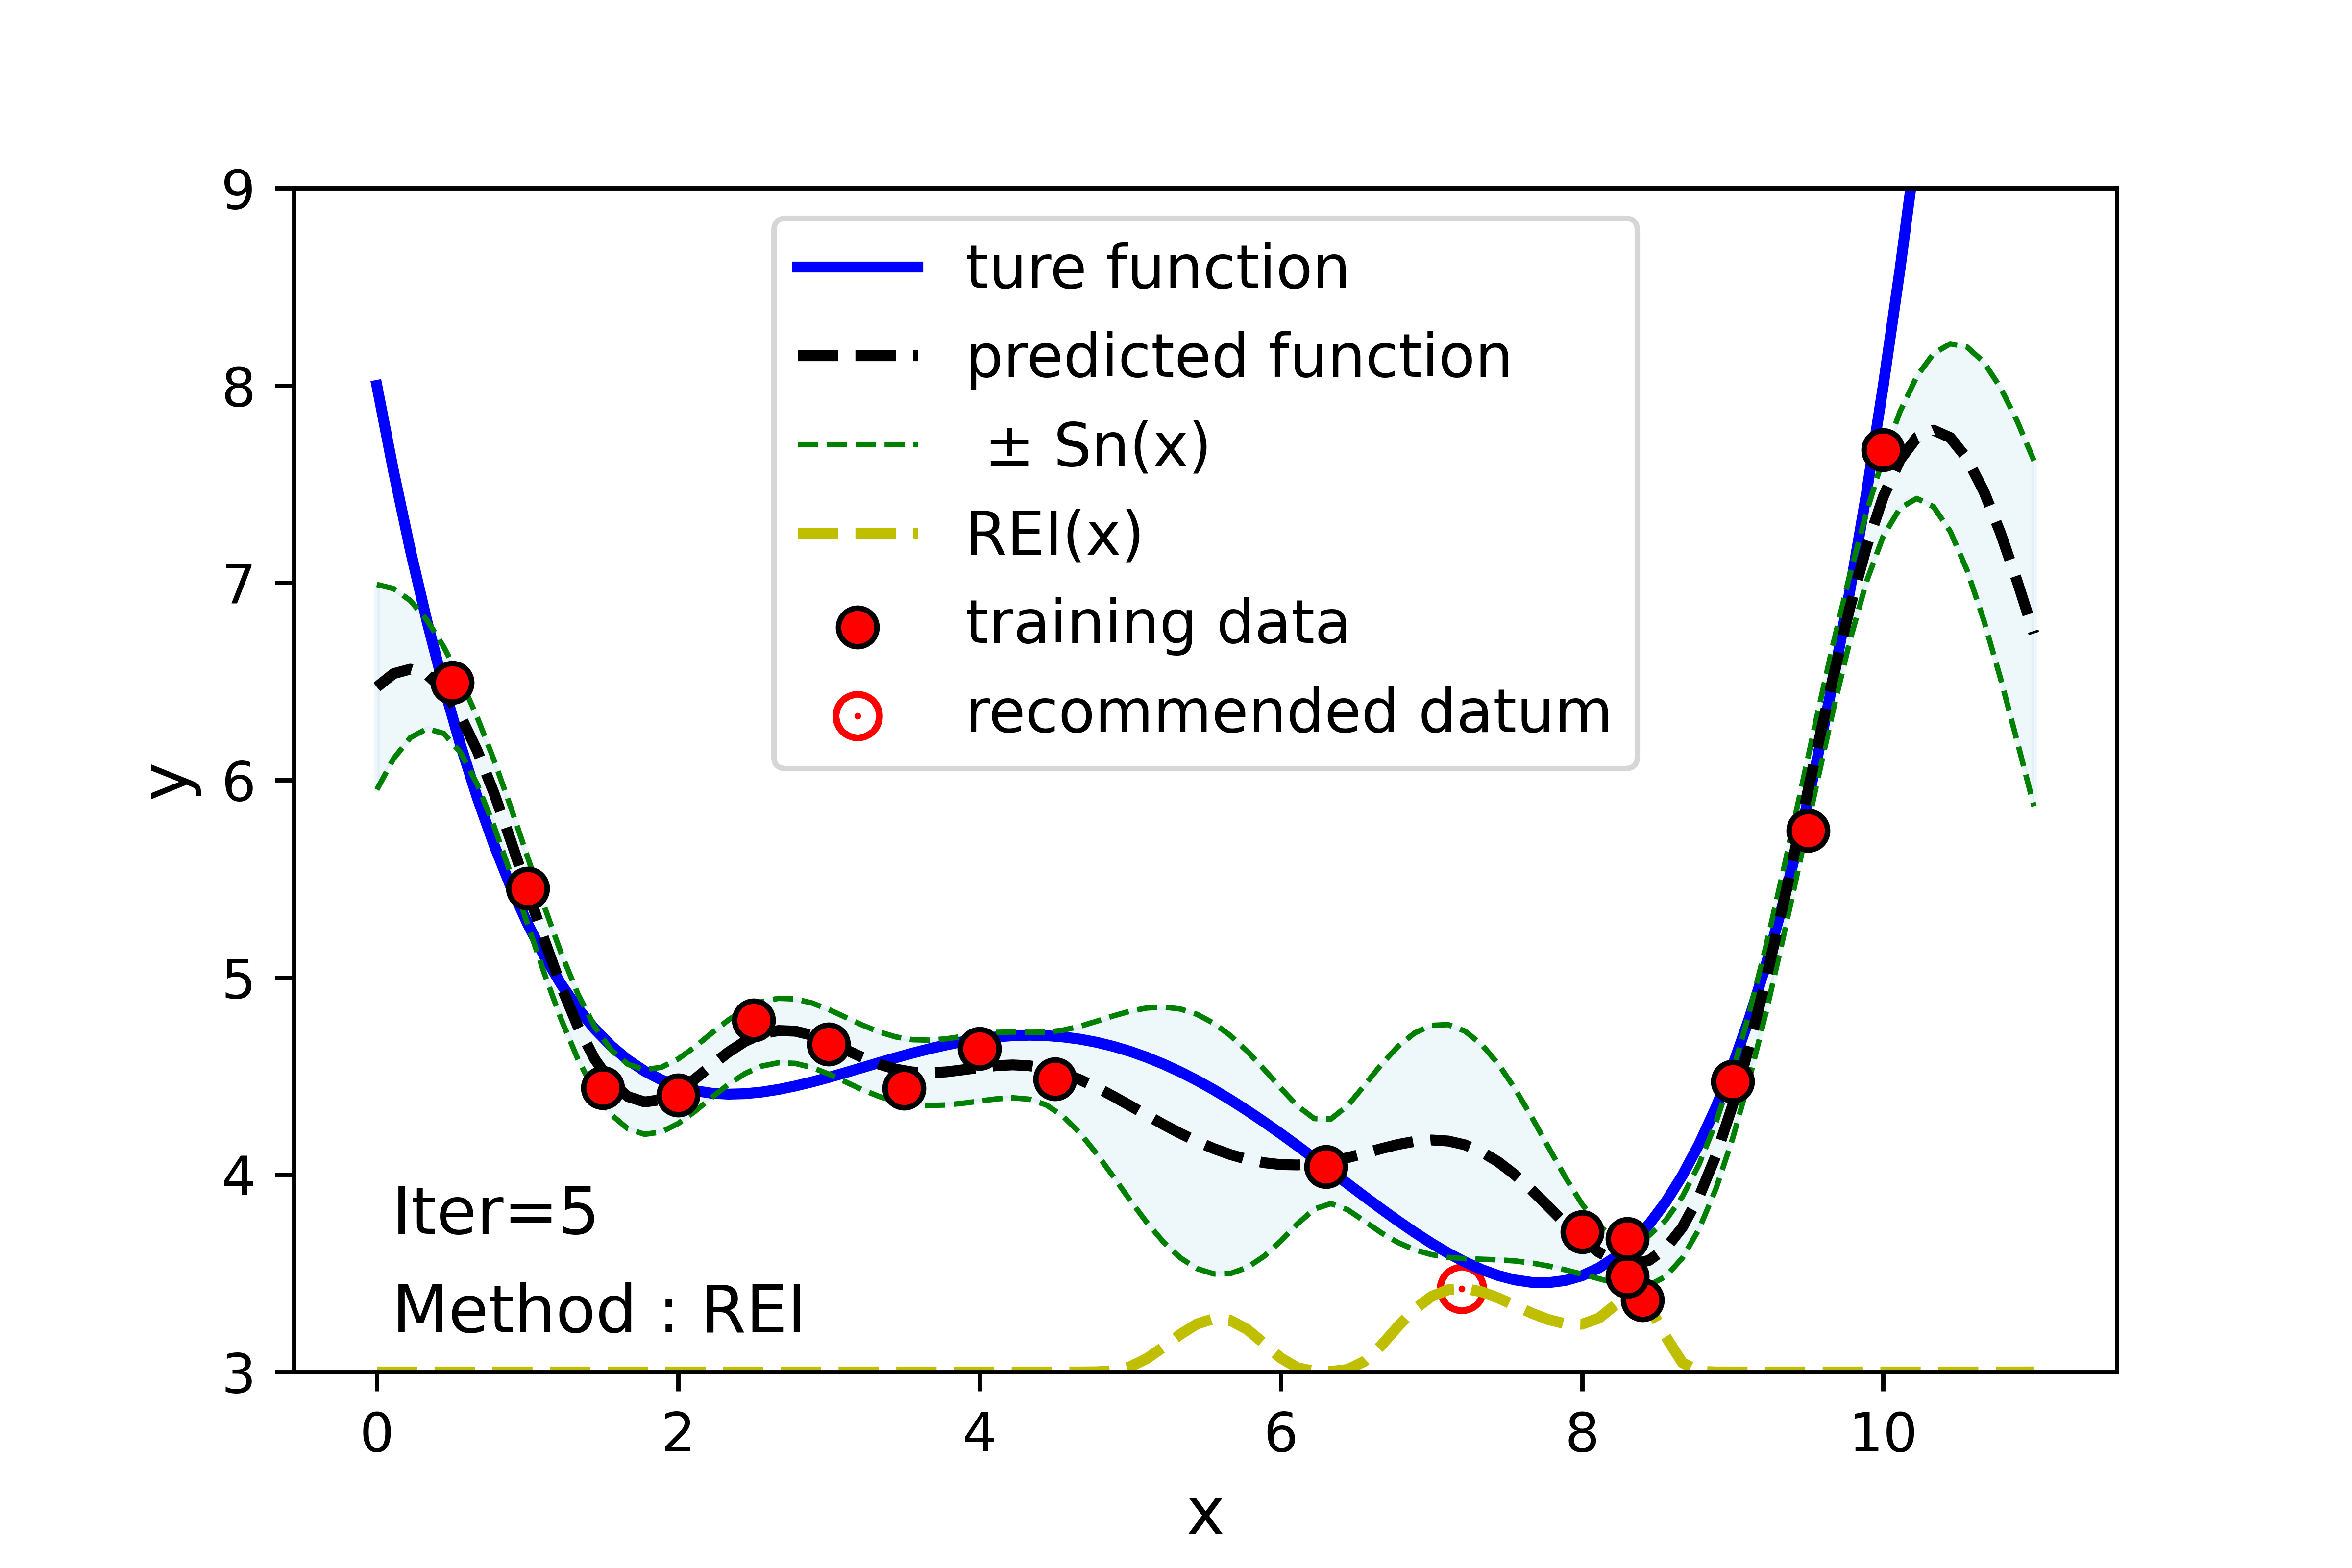 9
8
7
6
5
4
3
y
ture function
predicted function
± Sn(x)
REI(x)
training data
recommended datum
Iter=5
Method : REI
0 2 4 6 8 10
x